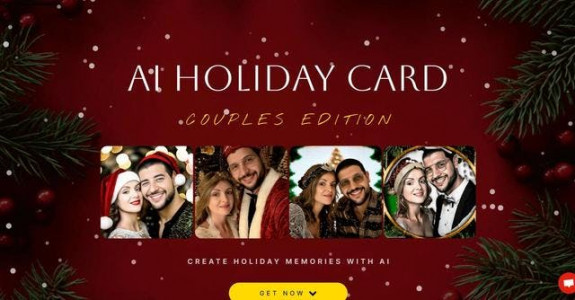 AI HOLIDAY CARD
COUPLES EDITION
CREATE HOLIDAY MEMORIES WITH AI
GET NOW